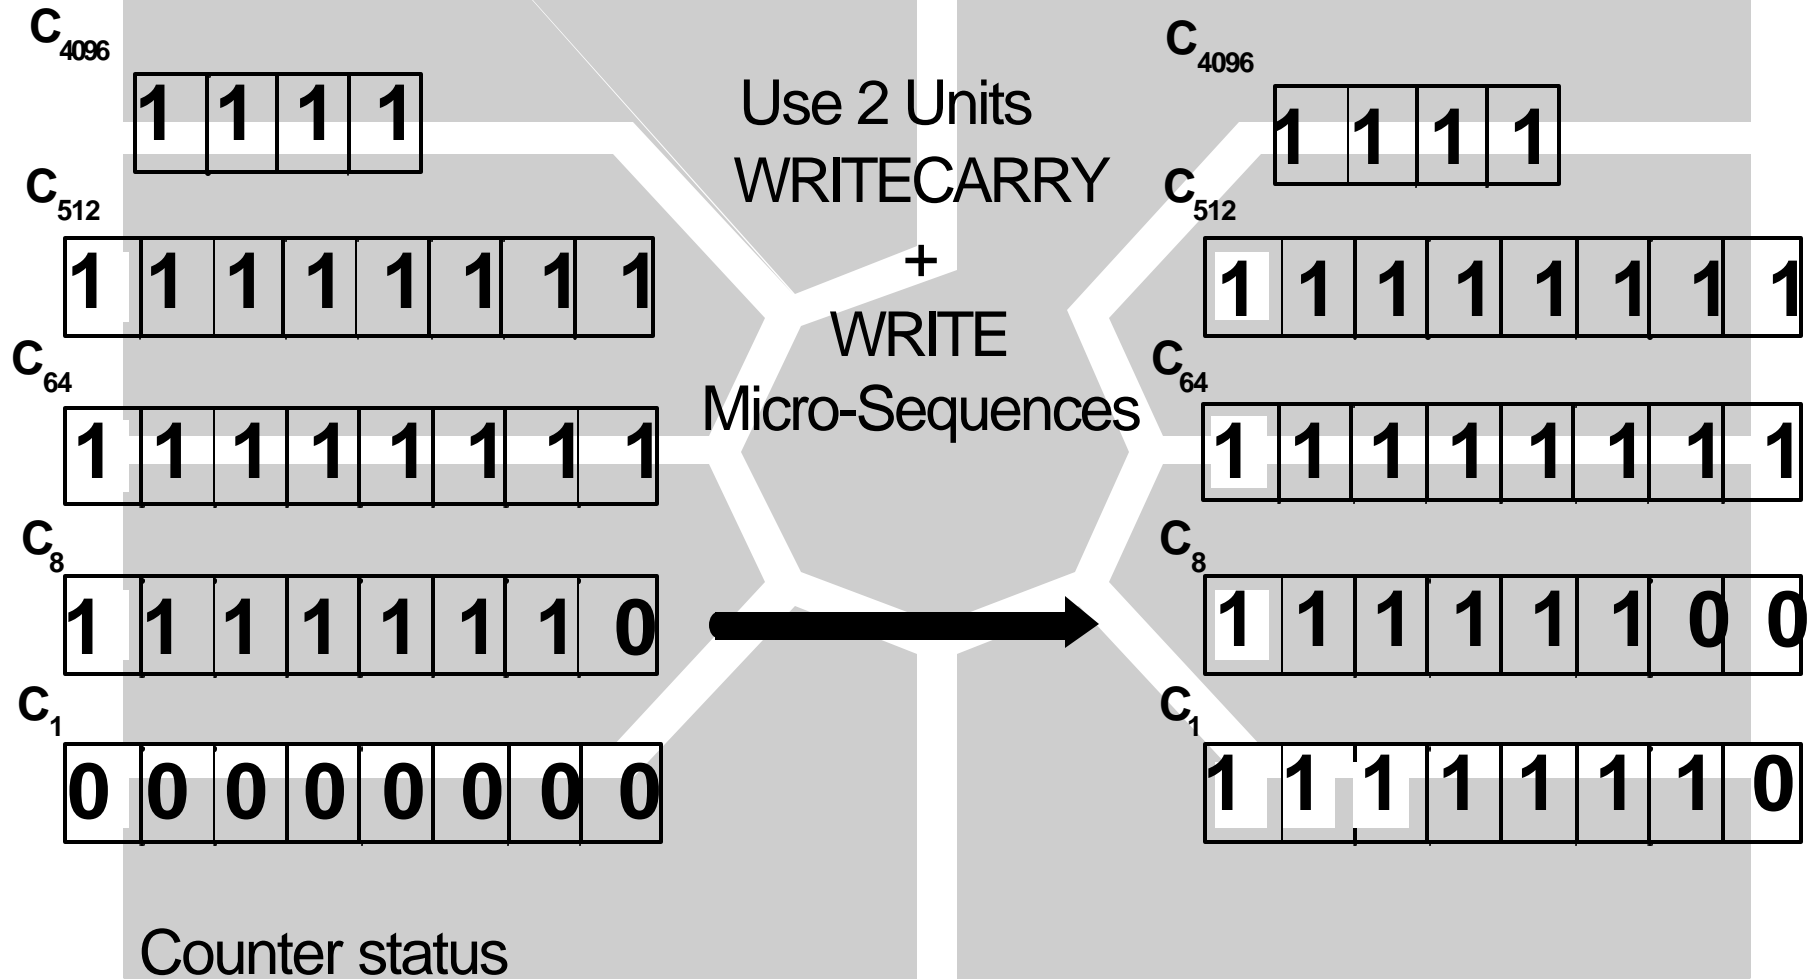 C4096
1 1 1 1
C512
1 1 1 1 1 1 1 1
C64
1 1 1 1 1 1 1 1
C8
1 1 1 1 1 1 1 0
C1
0 0 0 0 0 0 0 0
Counter status
Use 2 Units
WRITECARRY
+
WRITE
Micro-Sequences
C4096
1 1 1 1
C512
1 1 1 1 1 1 1 1
C64
1 1 1 1 1 1 1 1
C8
1 1 1 1 1 1 0 0
C1
1 1 1 1 1 1 1 0